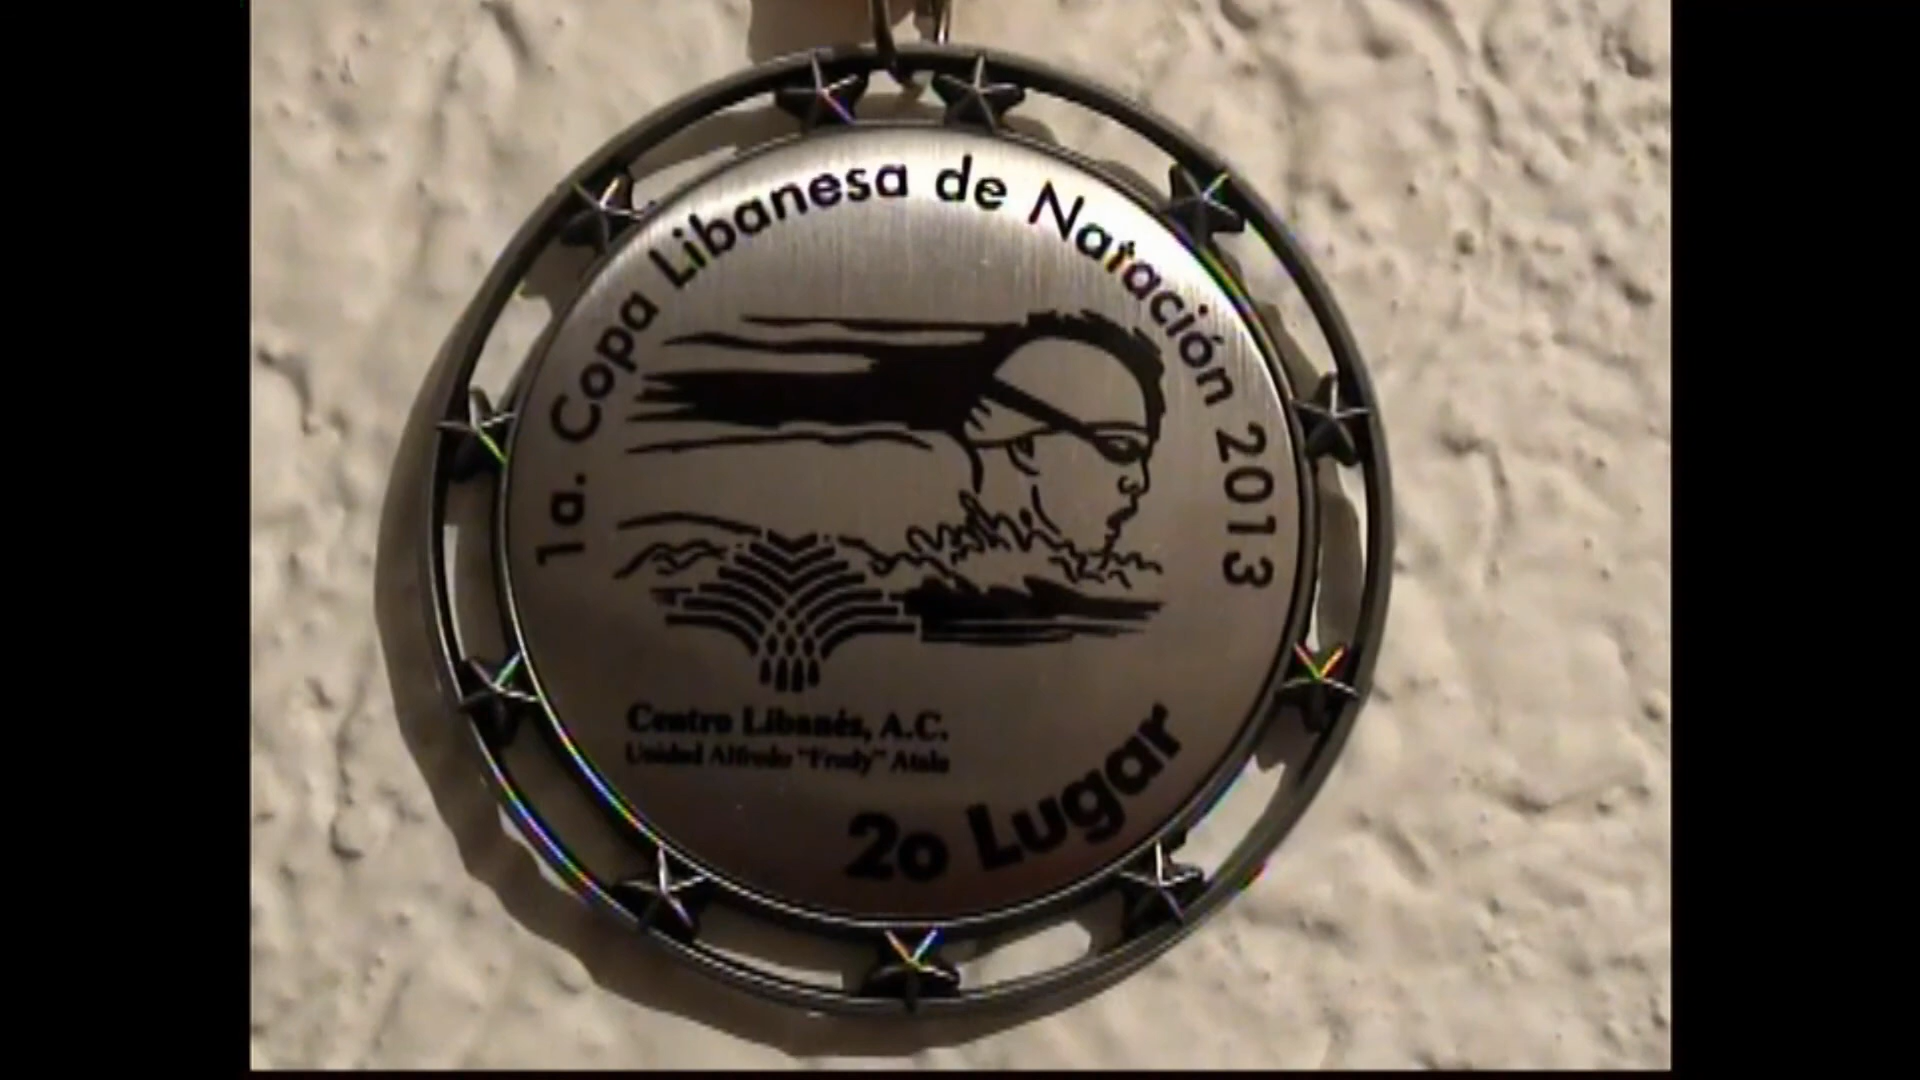 1a. Copa Libanesa de Natación 2013
Centro Libanés, A.C.
Unidad Alfredo "Fredy" Atala
2o Lugar